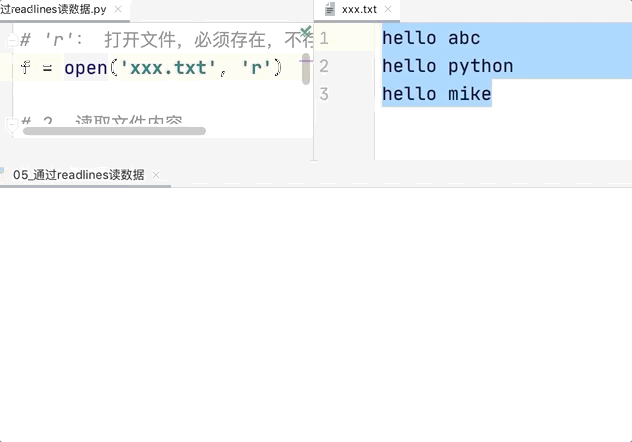 过readlines读数据.py
# 'r': 打开文件，必须存在，不存
f = open('xxx.txt', 'r')
# 2. 读取文件内容
xxx.txt
1 hello abc
2 hello python
3 hello mike
05_通过readlines读数据